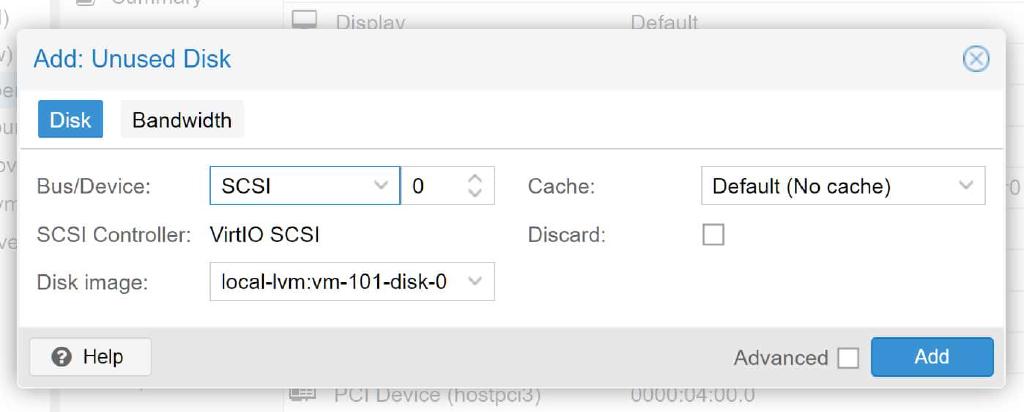 Summary
Display Default
Add: Unused Disk
Disk Bandwidth
Bus/Device: SCSI 0 Cache: Default (No cache)
SCSI Controller: VirtIO SCSI Discard:
Disk image: local-lvm:vm-101-disk-0
Help Advanced Add
PCI Device (hostpci3) 0000:04:00.0